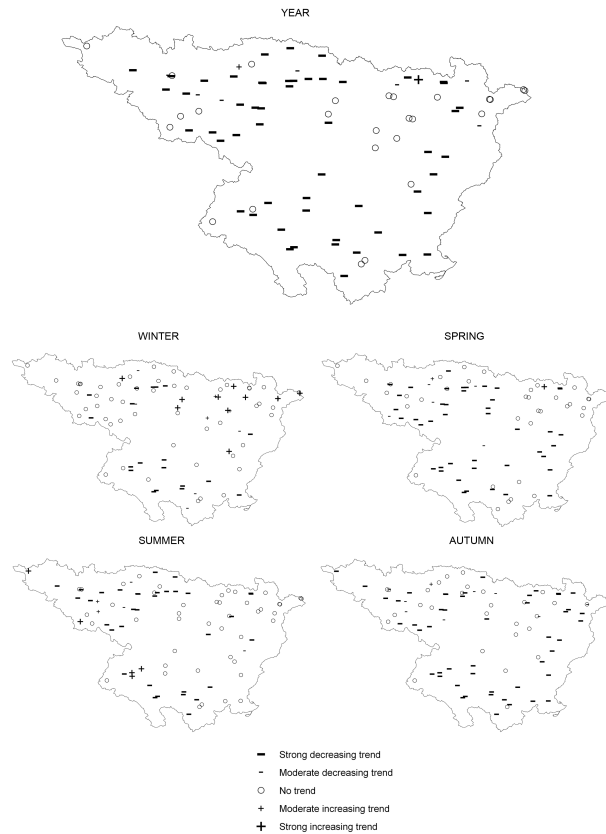 YEAR
WINTER
SPRING
SUMMER
AUTUMN
Strong decreasing trend
Moderate decreasing trend
No trend
Moderate increasing trend
Strong increasing trend